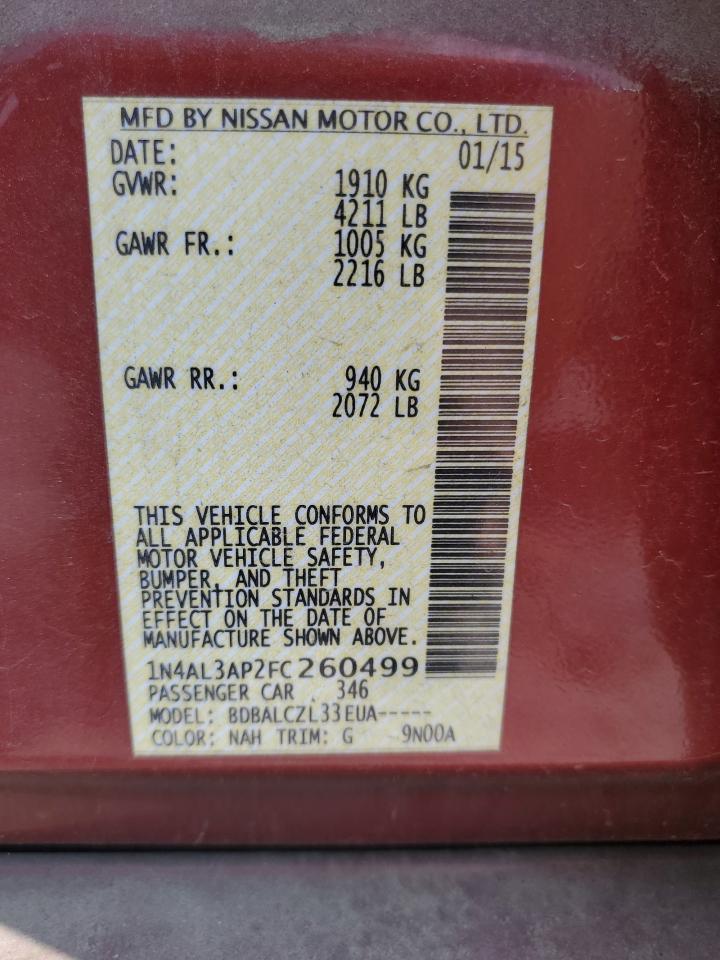 MFD BY NISSAN MOTOR CO., LTD.
DATE: 01/15
GVWR: 1910 KG
4211 LB
GAWR FR.: 1005 KG
2216 LB
GAWR RR.: 940 KG
2072 LB
THIS VEHICLE CONFORMS TO
ALL APPLICABLE FEDERAL
MOTOR VEHICLE SAFETY,
BUMPER, AND THEFT
PREVENTION STANDARDS IN
EFFECT ON THE DATE OF
MANUFACTURE SHOWN ABOVE.
1N4AL3AP2FC260499
PASSENGER CAR 346
MODEL: BDBALCZL33EUA-----
COLOR: NAH TRIM: G 9N00A